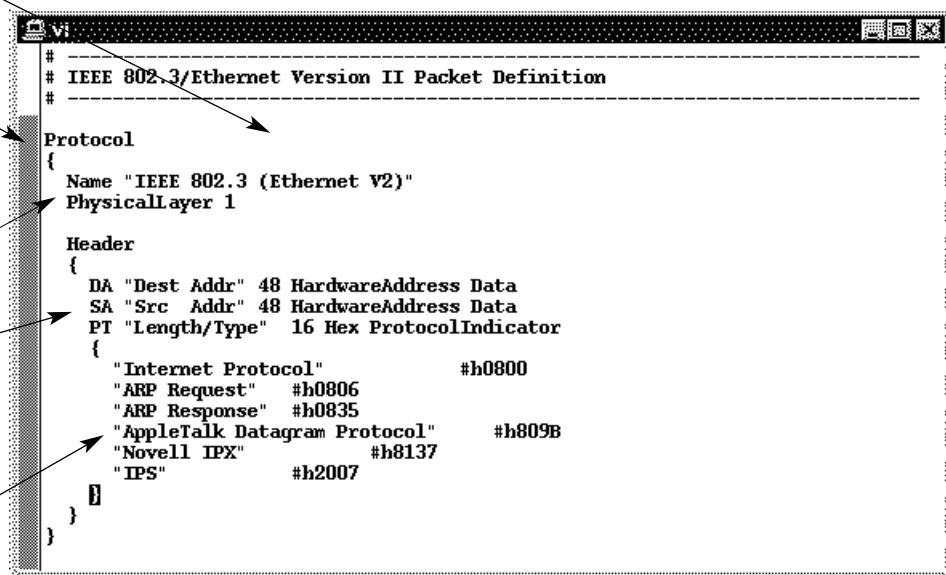 vi
# ----------------------------------------------------------------------------
# IEEE 802.3/Ethernet Version II Packet Definition
# ----------------------------------------------------------------------------
Protocol
{
Name "IEEE 802.3 (Ethernet V2)"
PhysicalLayer 1
Header
{
DA "Dest Addr" 48 HardwareAddress Data
SA "Src  Addr" 48 HardwareAddress Data
PT "Length/Type"  16 Hex ProtocolIndicator
{
"Internet Protocol"            #h0800
"ARP Request"   #h0806
"ARP Response"  #h0835
"AppleTalk Datagram Protocol"     #h809B
"Novell IPX"           #h8137
"IPS"           #h2007
}
}
}